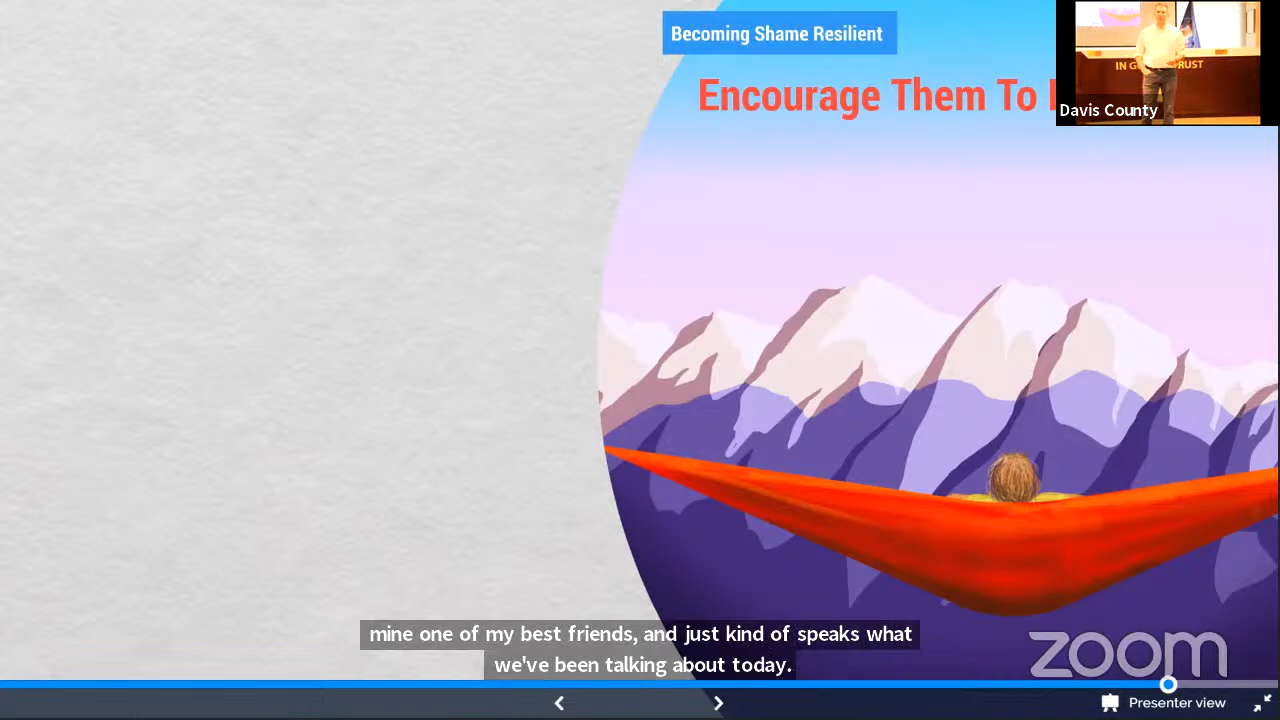 Becoming Shame Resilient
Encourage Them To
Davis County
mine one of my best friends, and just kind of speaks what
we've been talking about today.
zoom
Presenter view